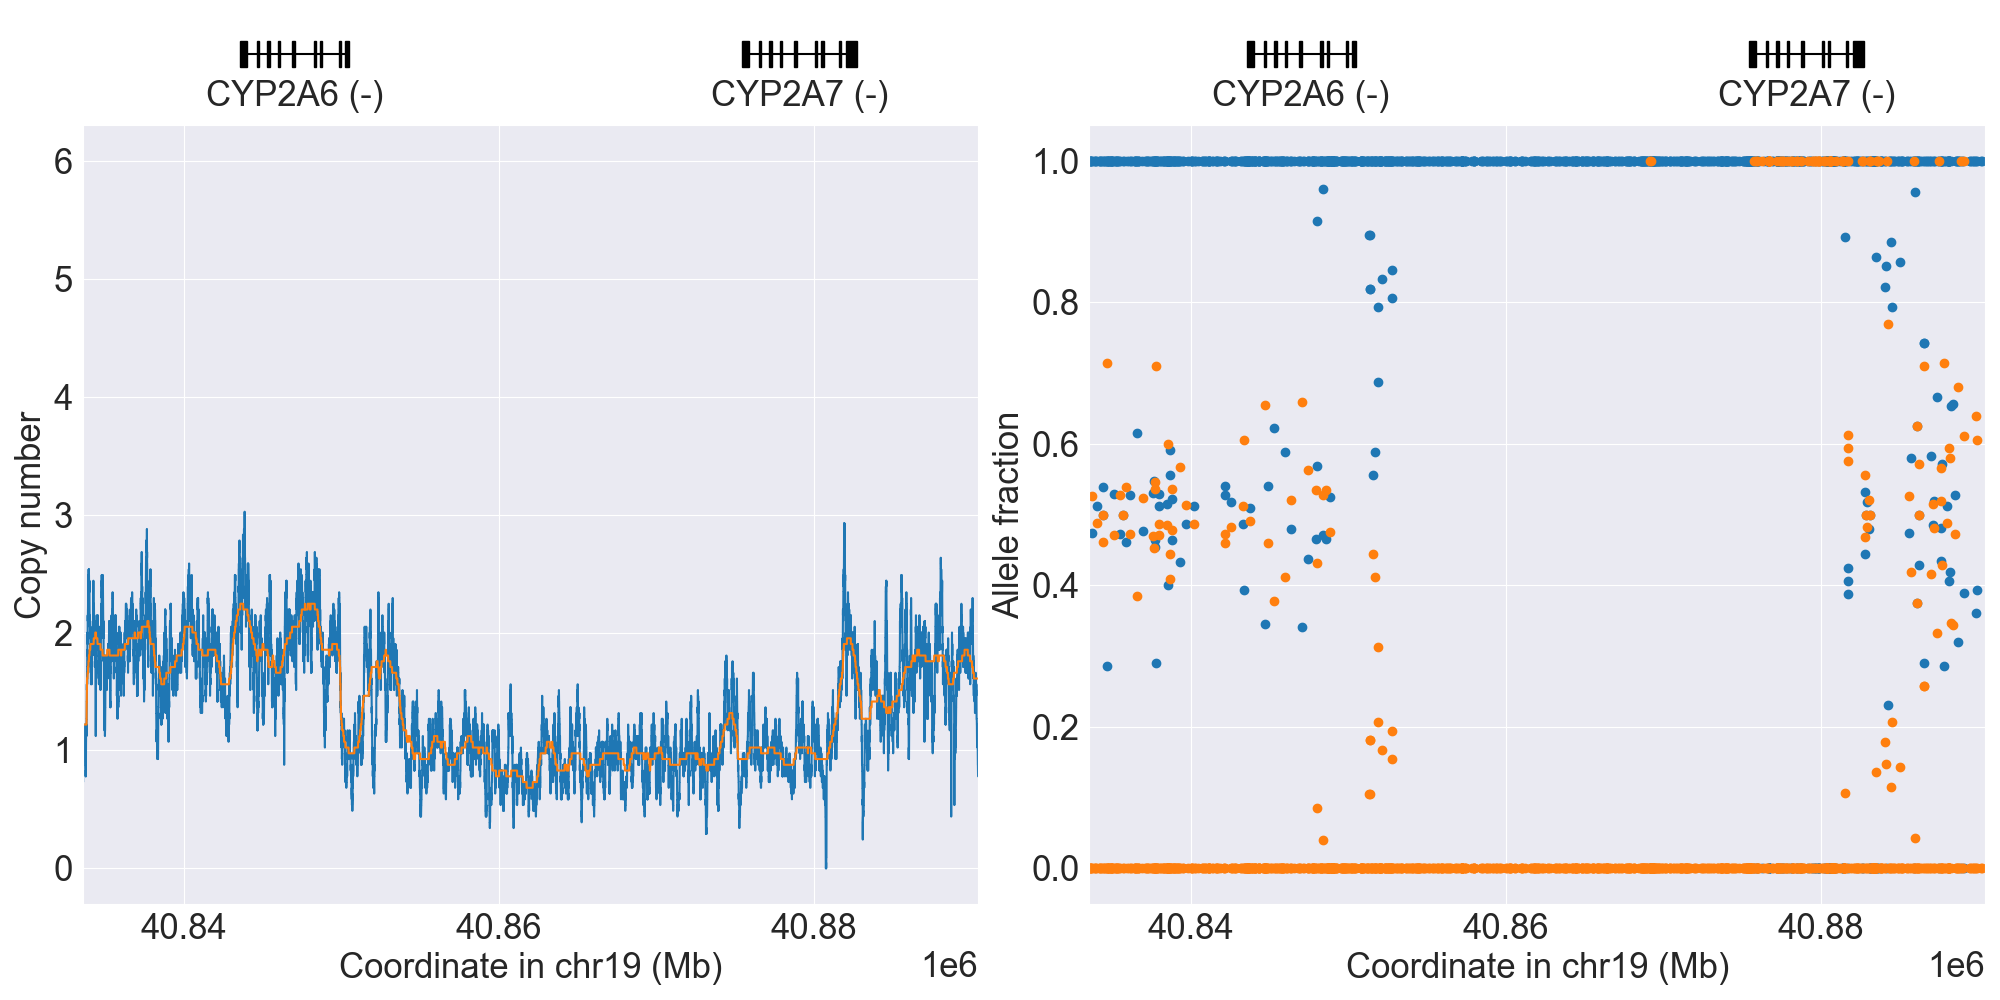 CYP2A6 (-)
CYP2A7 (-)
CYP2A6 (-)
CYP2A7 (-)
6
5
4
3
2
1
0
Copy number
40.84
40.86
40.88
Coordinate in chr19 (Mb)
1e6
1.0
0.8
0.6
0.4
0.2
0.0
Allele fraction
40.84
40.86
40.88
Coordinate in chr19 (Mb)
1e6